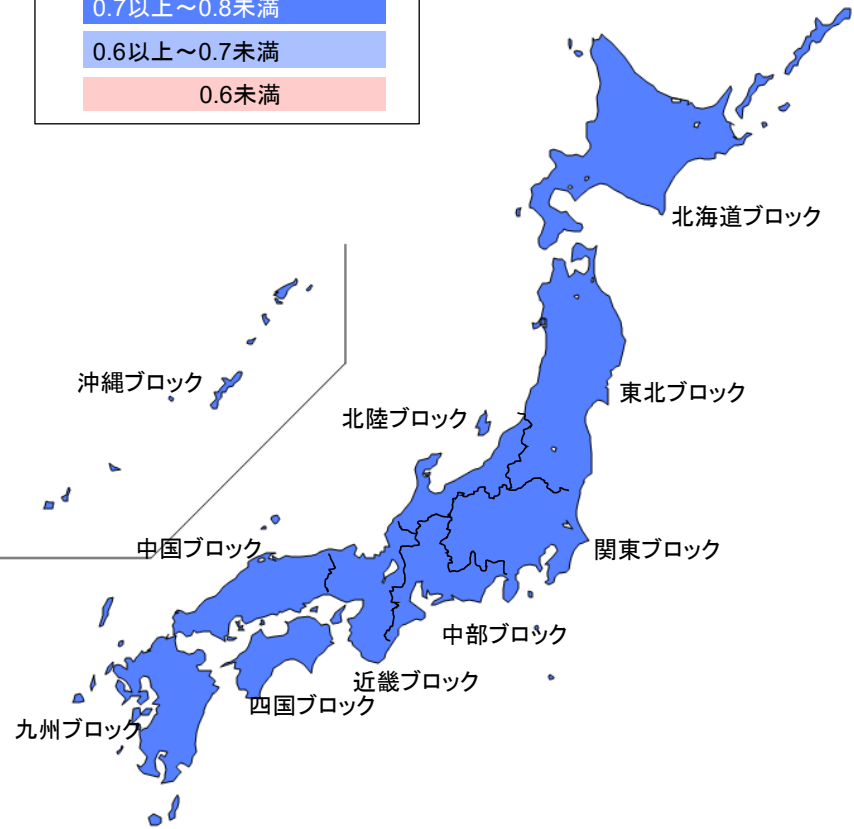 0.7以上～0.8未満
0.6以上～0.7未満
0.6未満
北海道ブロック
沖縄ブロック
東北ブロック
北陸ブロック
中国ブロック
関東ブロック
中部ブロック
近畿ブロック
四国ブロック
九州ブロック